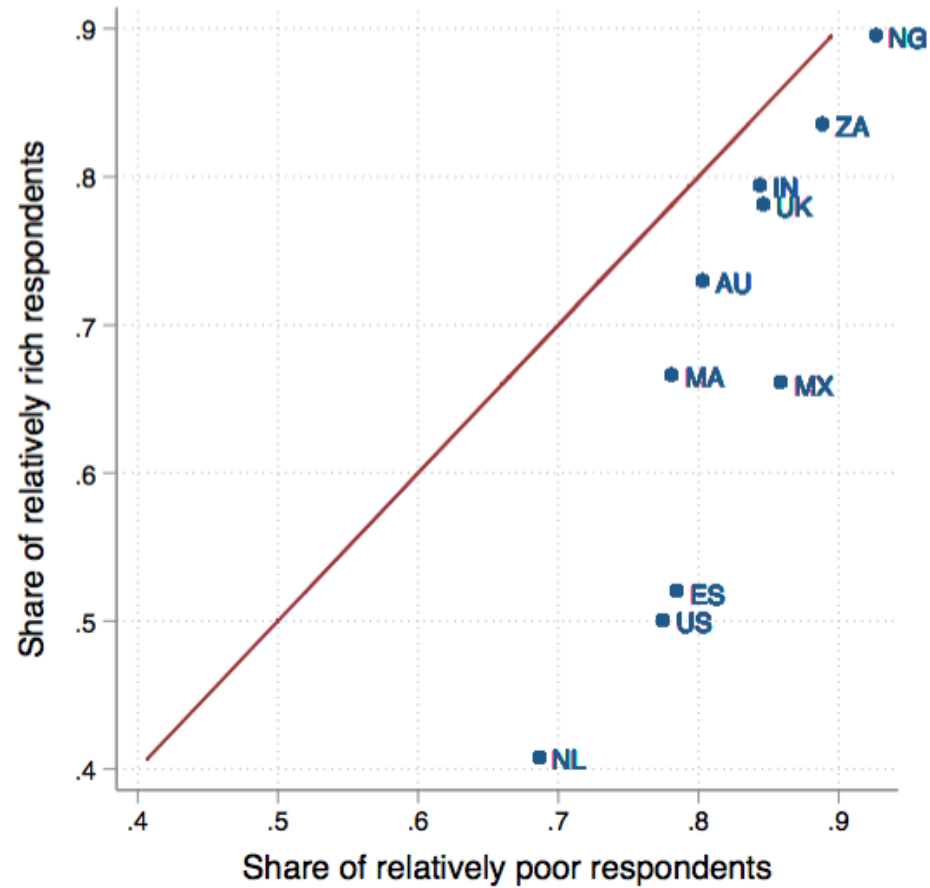 Share of relatively rich respondents
.9
.8
.7
.6
.5
.4
NG
ZA
IN
UK
AU
MA
MX
ES
US
NL
.4 .5 .6 .7 .8 .9
Share of relatively poor respondents